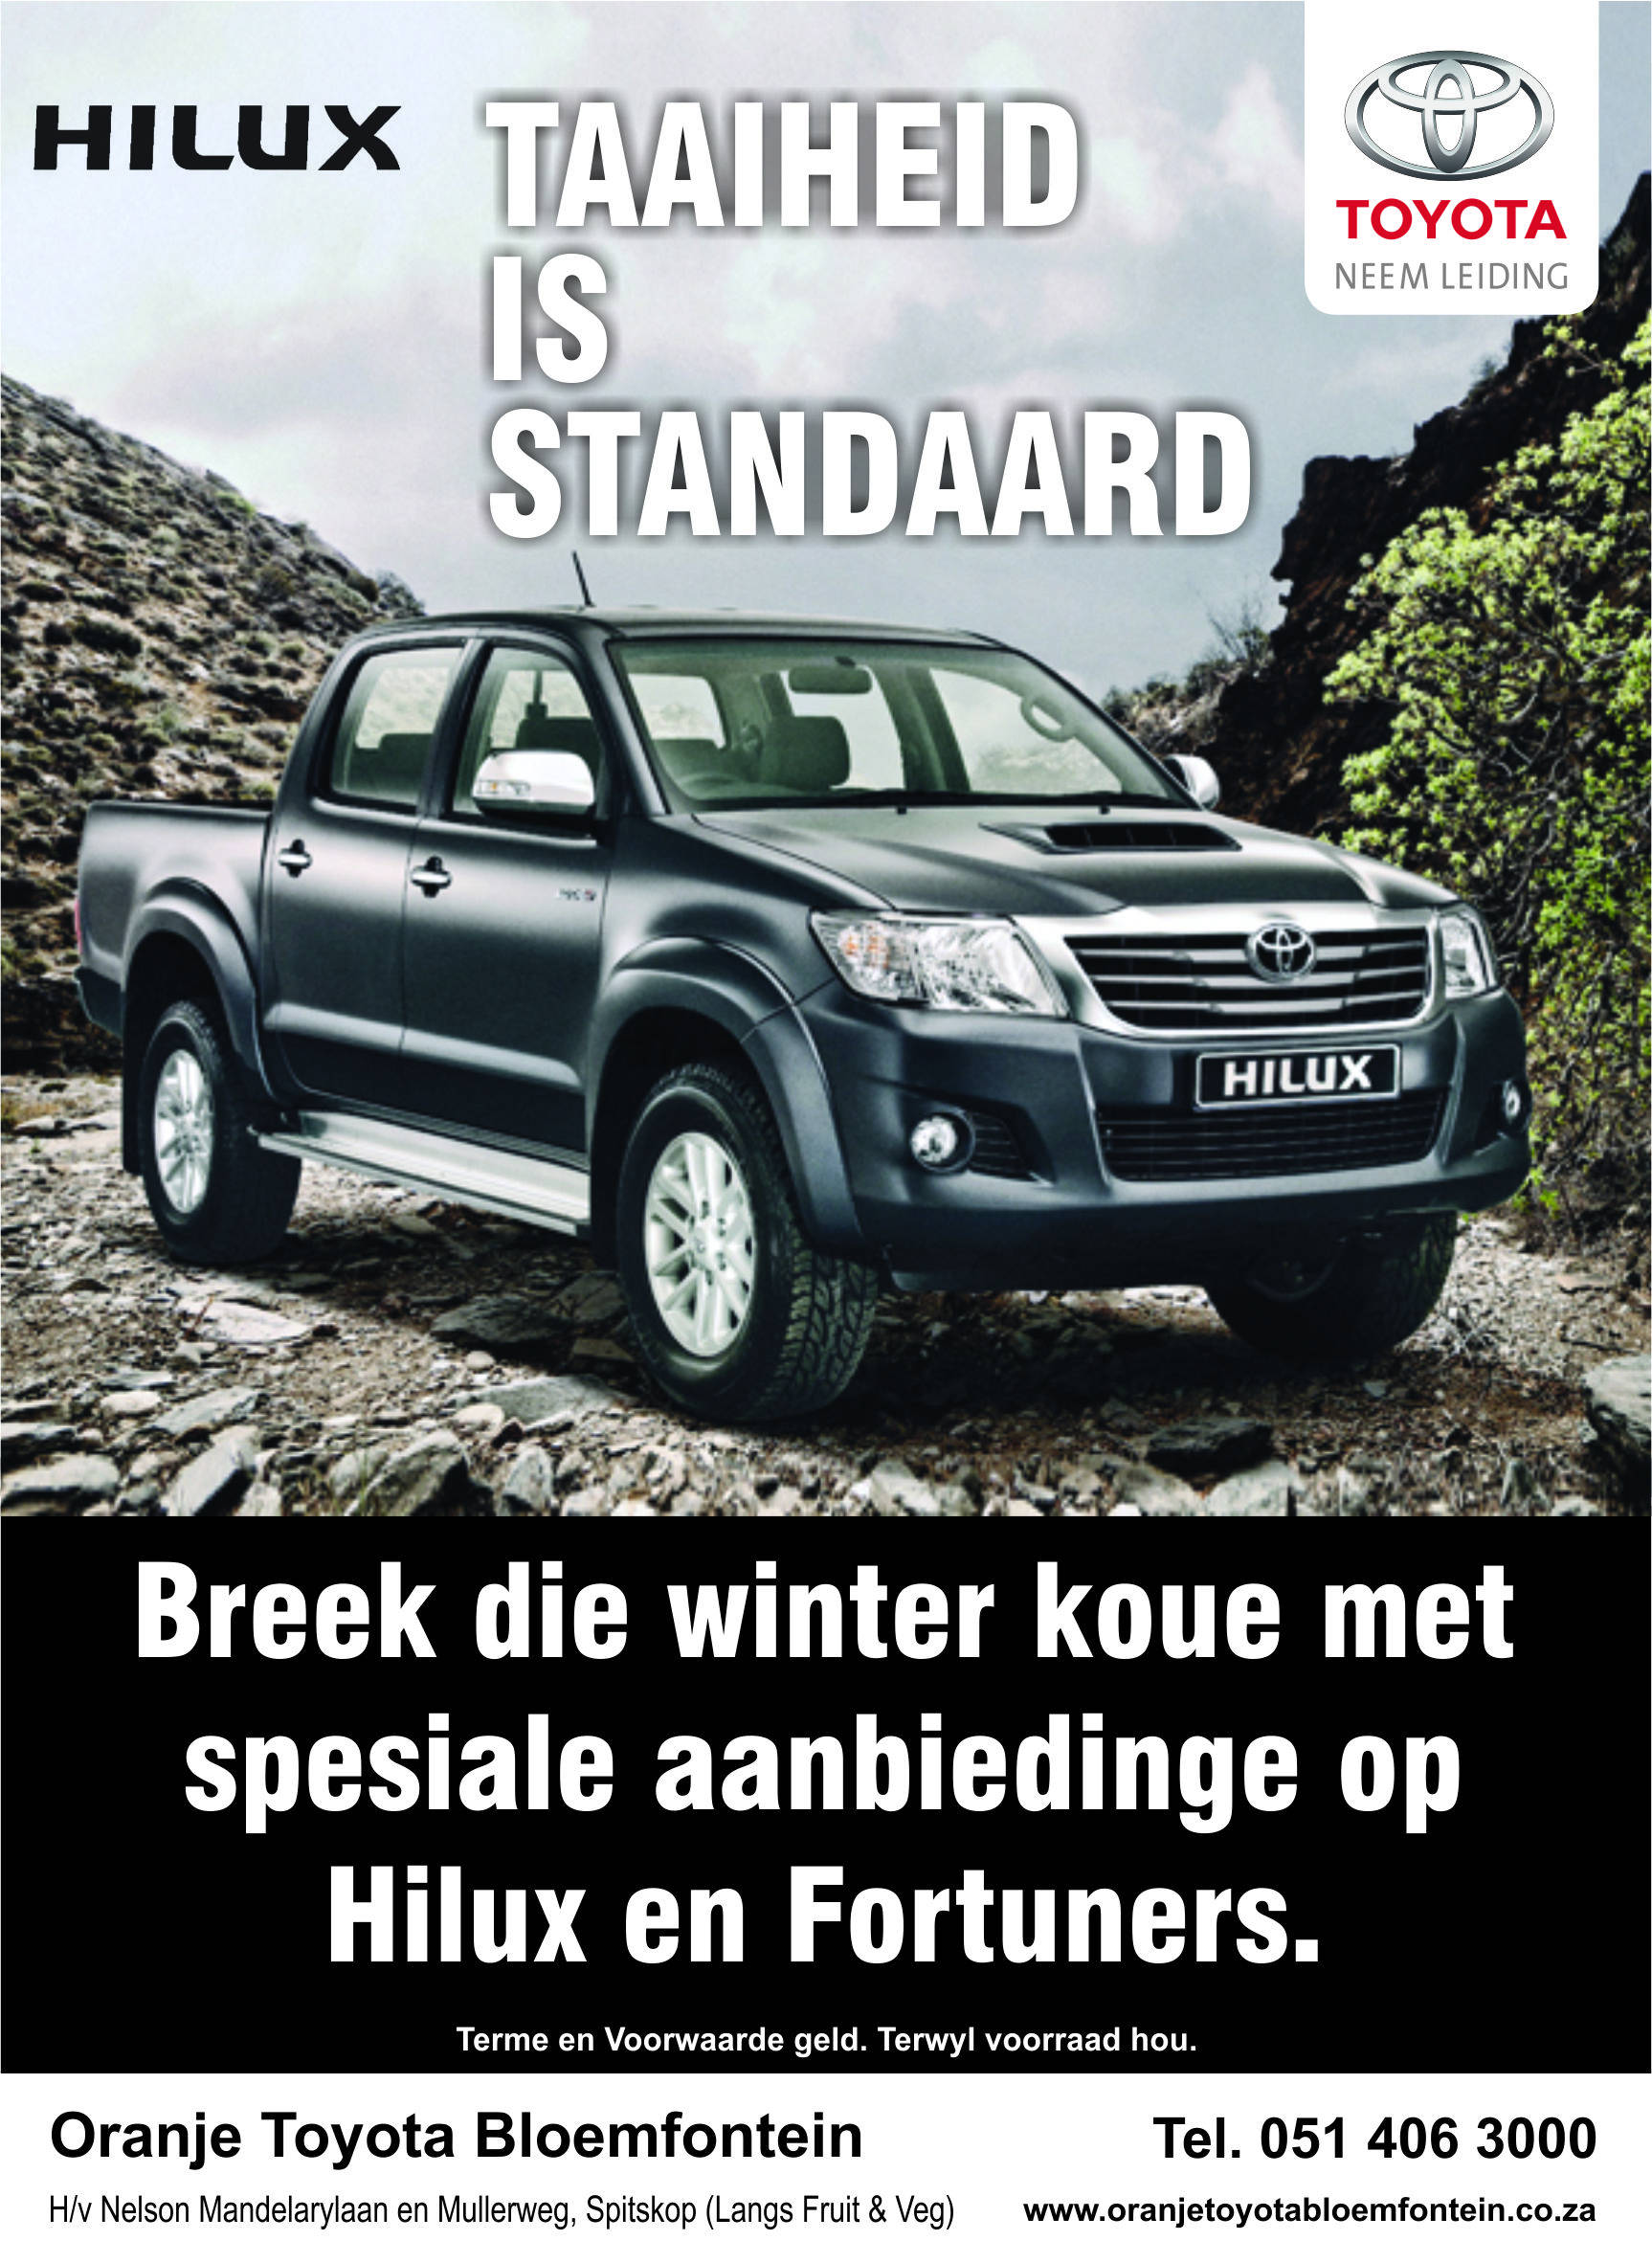 HILUX
TAAIHEID
IS
STANDAARD
TOYOTA
NEEM LEIDING
HILUX
Breek die winter koue met
spesiale aanbiedinge op
Hilux en Fortuners.
Terme en Voorwaarde geld. Terwyl voorraad hou.
Oranje Toyota Bloemfontein
Tel. 051 406 3000
H/v Nelson Mandelarylaan en Mullerweg, Spitskop (Langs Fruit & Veg)
www.oranjetoyotabloemfontein.co.za